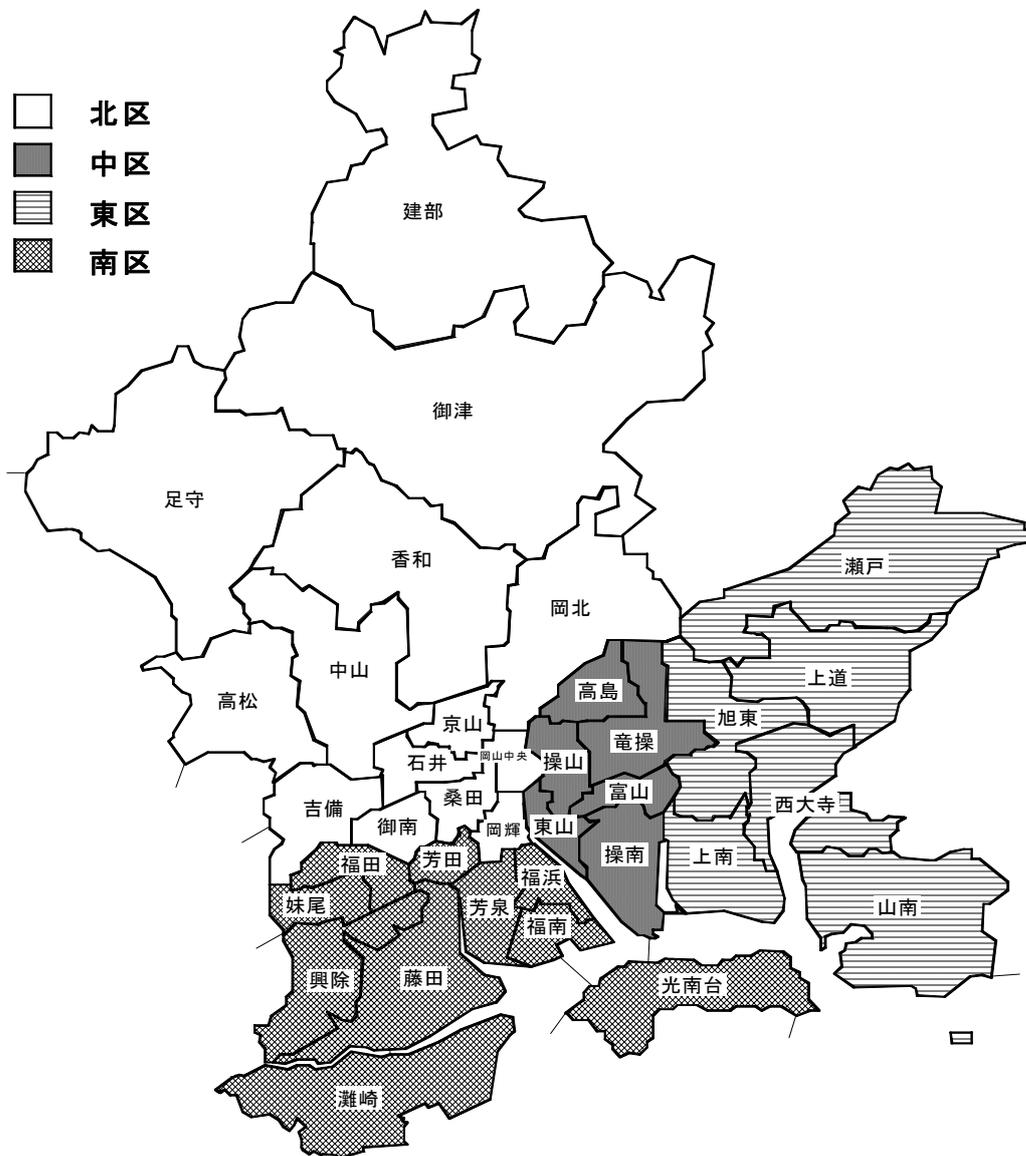 北区
中区
東区
南区
建部
御津
足守
香和
瀬戸
岡北
中山
上道
高松
高島
京山
旭東
竜操
岡山中央
石井
操山
富山
桑田
西大寺
吉備
御南
岡輝
東山
操南
上南
福田
芳田
福浜
妹尾
芳泉
山南
福南
興除
藤田
光南台
灘崎